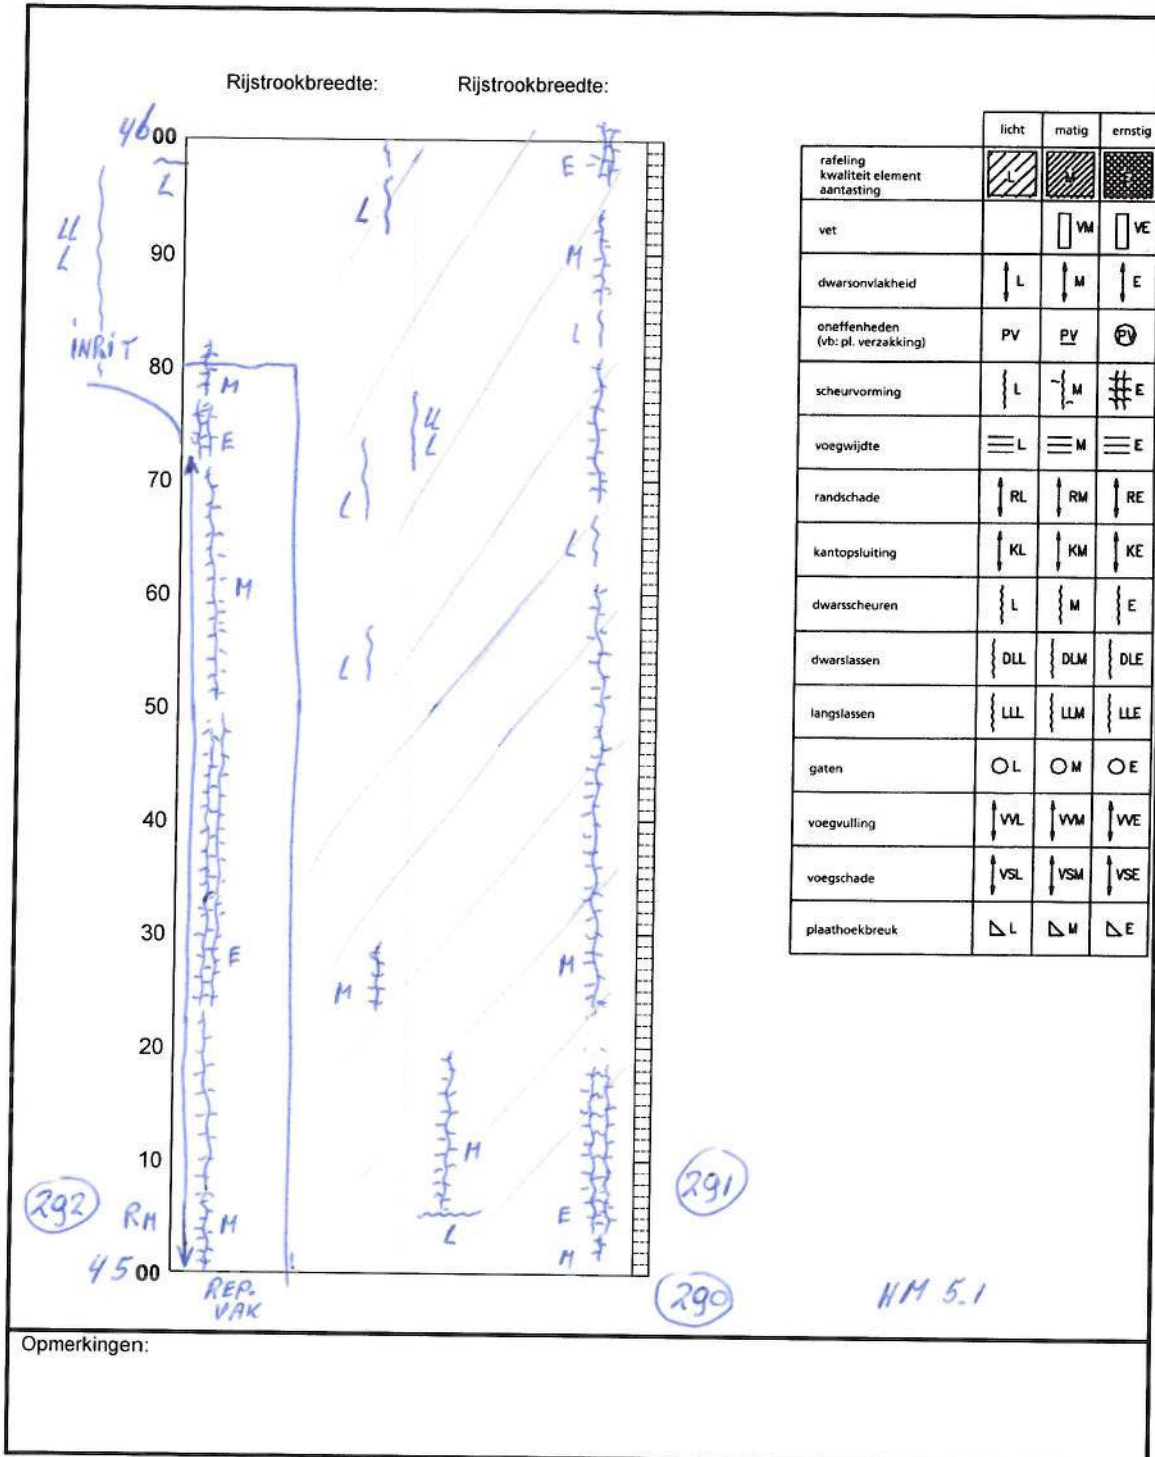 Rijstrookbreedte: Rijstrookbreedte:
4600
L
LL
L
L
E
90
M
L
INRIT
80
M
E
LL
L
70
L
L
60
M
L
50
40
30
E
M
M
20
10
M
292
RM
M
E
L
291
M
4500
REP.
VAK
290
HM 5.1
licht matig ernstig
rafeling
kwaliteit element
aantasting
L M E
vet
VM VE
dwarsonvlakheid
L M E
oneffenheden
(vb: pl. verzakking)
PV PV PV
scheurvorming
L M E
voegwijdte
L M E
randschade
RL RM RE
kantopsluiting
KL KM KE
dwarsscheuren
L M E
dwarslassen
DLL DLM DLE
langslassen
LLL LLM LLE
gaten
L M E
voegvulling
VVL VVM VVE
voegschade
VSL VSM VSE
plaathoekbreuk
L M E
Opmerkingen: